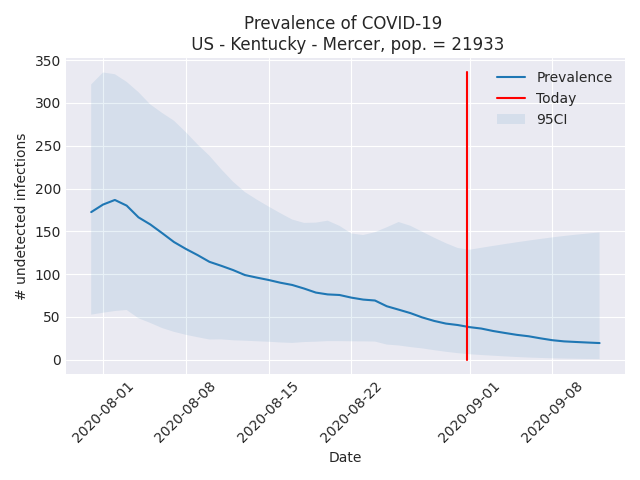 Prevalence of COVID-19
US - Kentucky - Mercer, pop. = 21933
350
300
250
200
150
100
50
0
# undetected infections
Prevalence
Today
95CI
2020-08-01
2020-08-08
2020-08-15
2020-08-22
2020-09-01
2020-09-08
Date